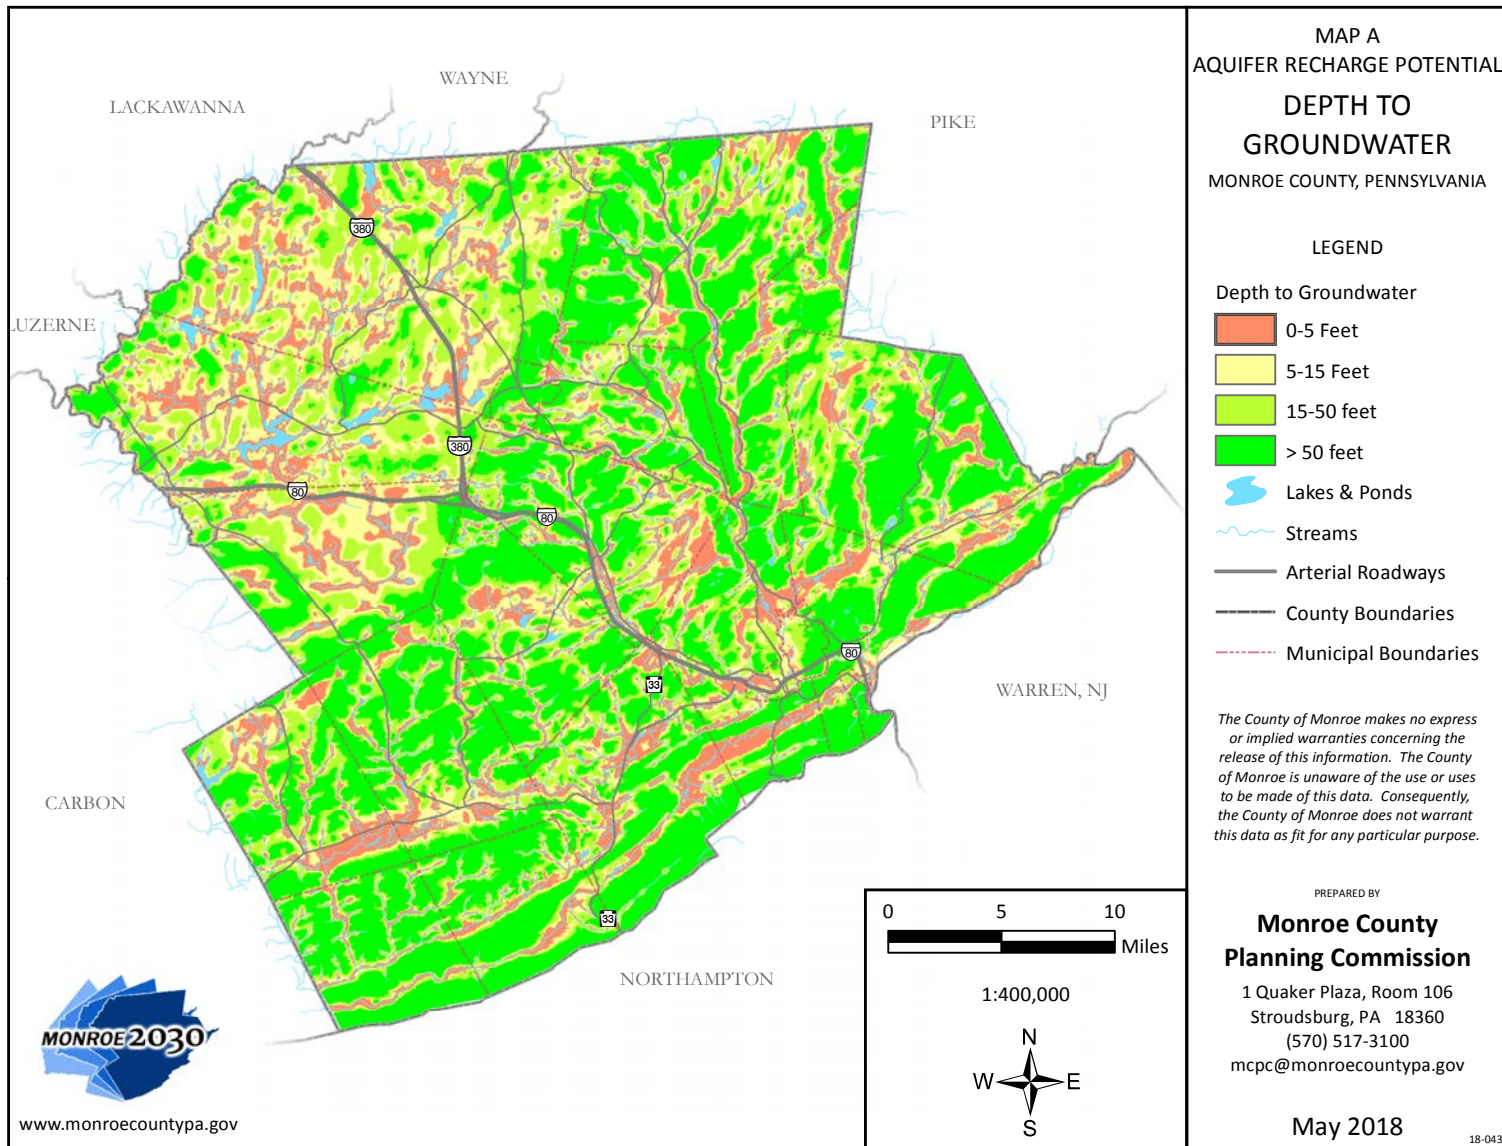 MAP A
AQUIFER RECHARGE POTENTIAL
DEPTH TO
GROUNDWATER
MONROE COUNTY, PENNSYLVANIA
LEGEND
Depth to Groundwater
0-5 Feet
5-15 Feet
15-50 feet
> 50 feet
Lakes & Ponds
Streams
Arterial Roadways
County Boundaries
Municipal Boundaries
The County of Monroe makes no express
or implied warranties concerning the
release of this information. The County
of Monroe is unaware of the use or uses
to be made of this data. Consequently,
the County of Monroe does not warrant
this data as fit for any particular purpose.
PREPARED BY
Monroe County
Planning Commission
1 Quaker Plaza, Room 106
Stroudsburg, PA 18360
(570) 517-3100
mcpc@monroecountypa.gov
May 2018
18-043
WAYNE
LACKAWANNA
PIKE
LUZERNE
380
380
80
80
80
33
WARREN, NJ
CARBON
33
NORTHAMPTON
0 5 10
Miles
1:400,000
N
W E
S
MONROE 2030
www.monroecountypa.gov